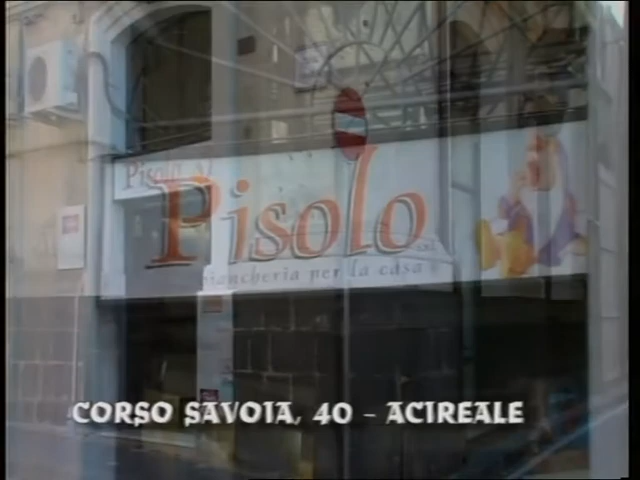 Pisolo
Pisolo
biancheria per la casa
CORSO SAVOIA, 40 - ACIREALE